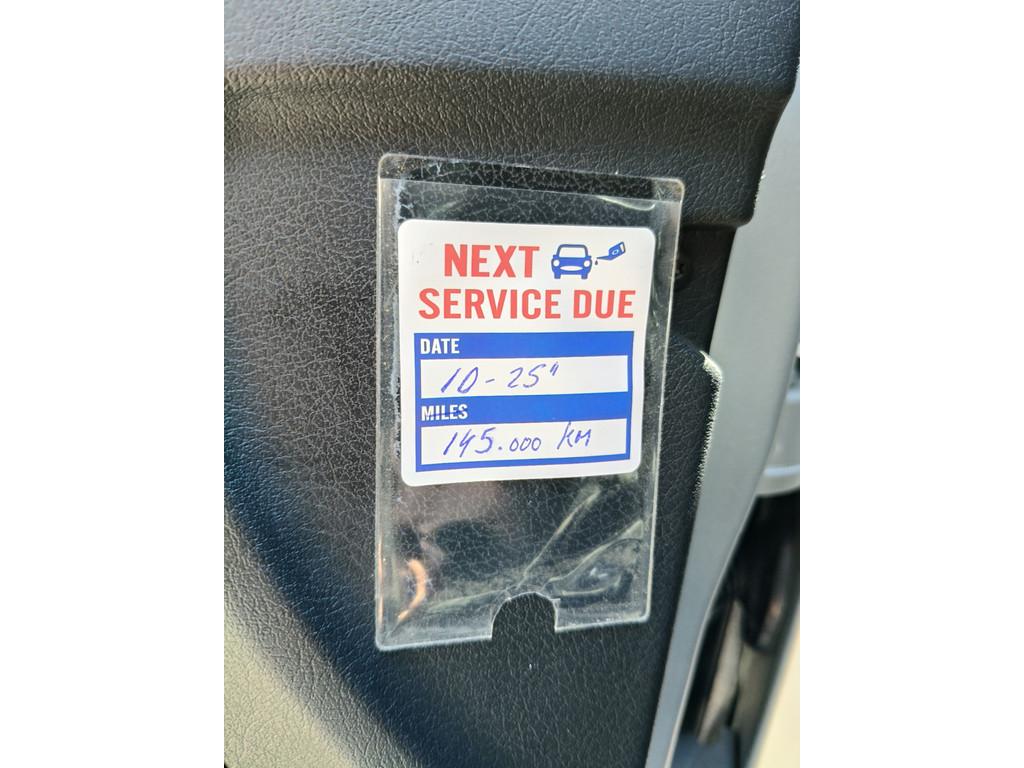 NEXT
SERVICE DUE
DATE
10-25"
MILES
145.000 KM